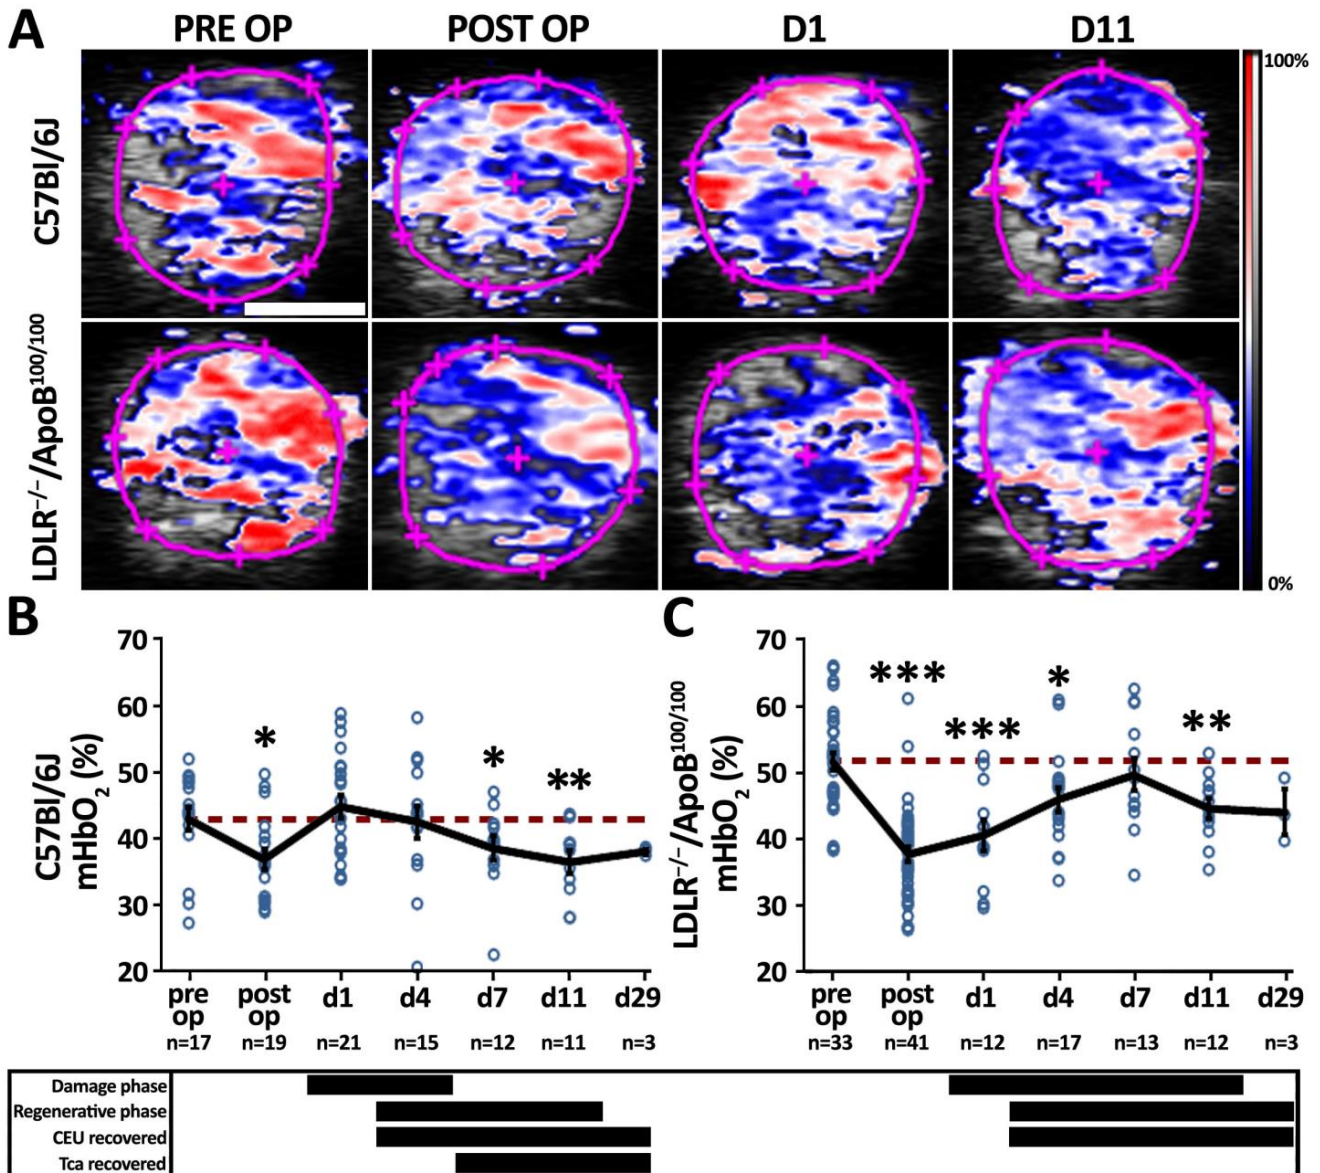 A
PRE OP POST OP D1 D11
C57Bl/6J
LDLR⁻/⁻/ApoB¹⁰⁰/¹⁰⁰
100%
0%
B
C57Bl/6J
mHbO₂ (%)
70
60
50
40
30
20
* * **
pre op post op d1 d4 d7 d11 d29
n=17 n=19 n=21 n=15 n=12 n=11 n=3
C
LDLR⁻/⁻/ApoB¹⁰⁰/¹⁰⁰
mHbO₂ (%)
70
60
50
40
30
20
*** *** * **
pre op post op d1 d4 d7 d11 d29
n=33 n=41 n=12 n=17 n=13 n=12 n=3
Damage phase
Regenerative phase
CEU recovered
Tca recovered